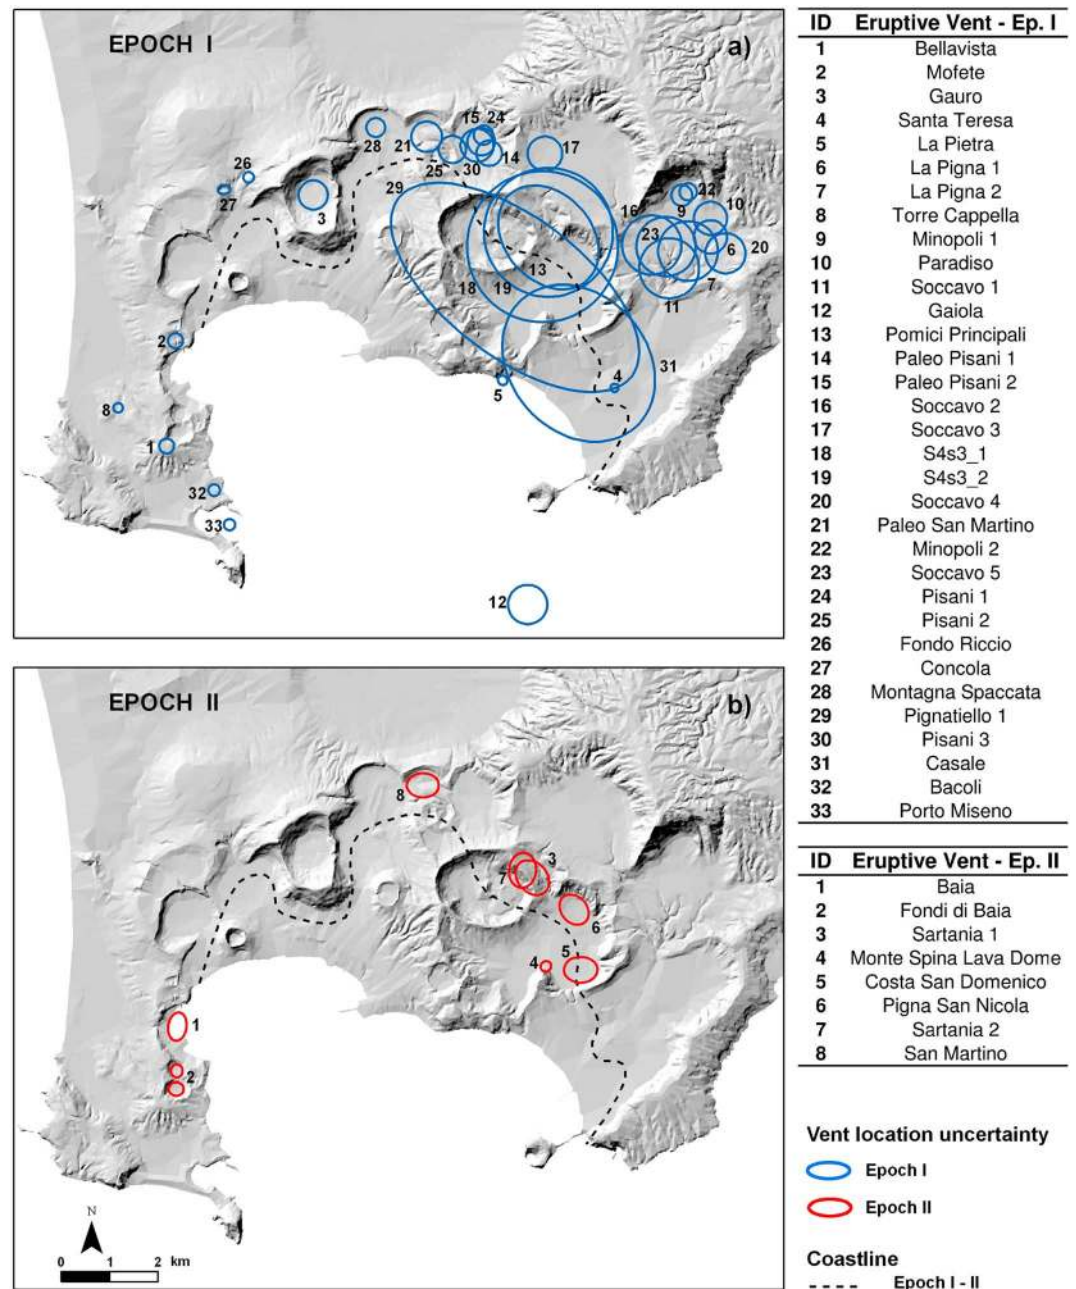 EPOCH I
a)
15
24
28
21
17
26
25
30
14
27
29
3
22
16
9
10
23
6
20
13
18
19
7
11
2
31
5
4
8
1
32
33
12
ID Eruptive Vent - Ep. I
1 Bellavista
2 Mofete
3 Gauro
4 Santa Teresa
5 La Pietra
6 La Pigna 1
7 La Pigna 2
8 Torre Cappella
9 Minopoli 1
10 Paradiso
11 Soccavo 1
12 Gaiola
13 Pomici Principali
14 Paleo Pisani 1
15 Paleo Pisani 2
16 Soccavo 2
17 Soccavo 3
18 S4s3_1
19 S4s3_2
20 Soccavo 4
21 Paleo San Martino
22 Minopoli 2
23 Soccavo 5
24 Pisani 1
25 Pisani 2
26 Fondo Riccio
27 Concola
28 Montagna Spaccata
29 Pignatiello 1
30 Pisani 3
31 Casale
32 Bacoli
33 Porto Miseno
EPOCH II
b)
8
3
7
6
5
4
1
2
N
0 1 2 km
ID Eruptive Vent - Ep. II
1 Baia
2 Fondi di Baia
3 Sartania 1
4 Monte Spina Lava Dome
5 Costa San Domenico
6 Pigna San Nicola
7 Sartania 2
8 San Martino
Vent location uncertainty
Epoch I
Epoch II
Coastline
Epoch I - II